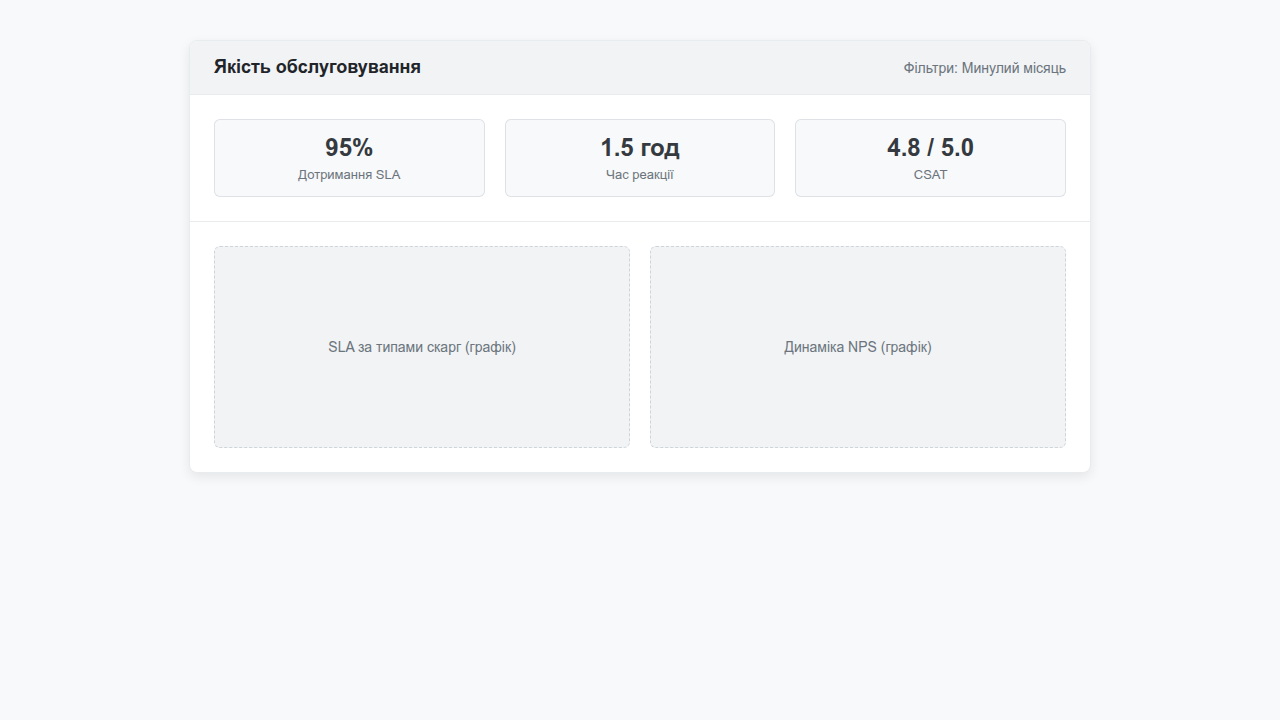 Якість обслуговування
Фільтри: Минулий місяць
95%
Дотримання SLA
1.5 год
Час реакції
4.8 / 5.0
CSAT
SLA за типами скарг (графік)
Динаміка NPS (графік)